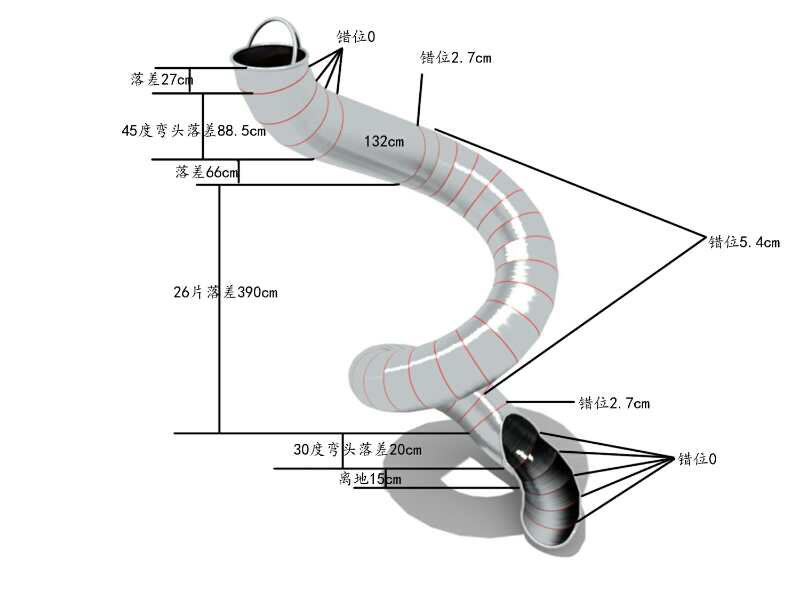 错位0
错位2.7cm
落差27cm
45度弯头落差88.5cm
132cm
落差66cm
错位5.4cm
26片落差390cm
错位2.7cm
30度弯头落差20cm
错位0
离地15cm